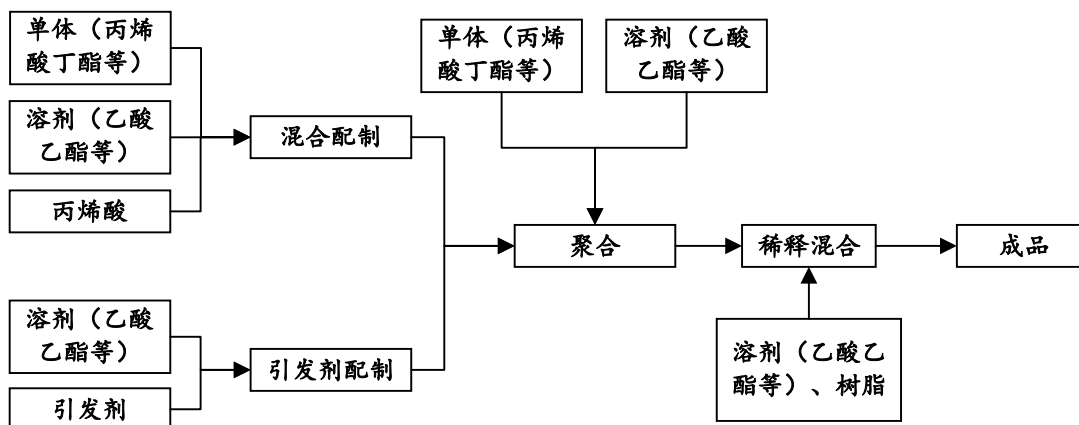 单体（丙烯
酸丁酯等）
溶剂（乙酸
乙酯等）
丙烯酸
混合配制
单体（丙烯
酸丁酯等）
溶剂（乙酸
乙酯等）
聚合
稀释混合
成品
溶剂（乙酸
乙酯等）
引发剂
引发剂配制
溶剂（乙酸乙
酯等）、树脂